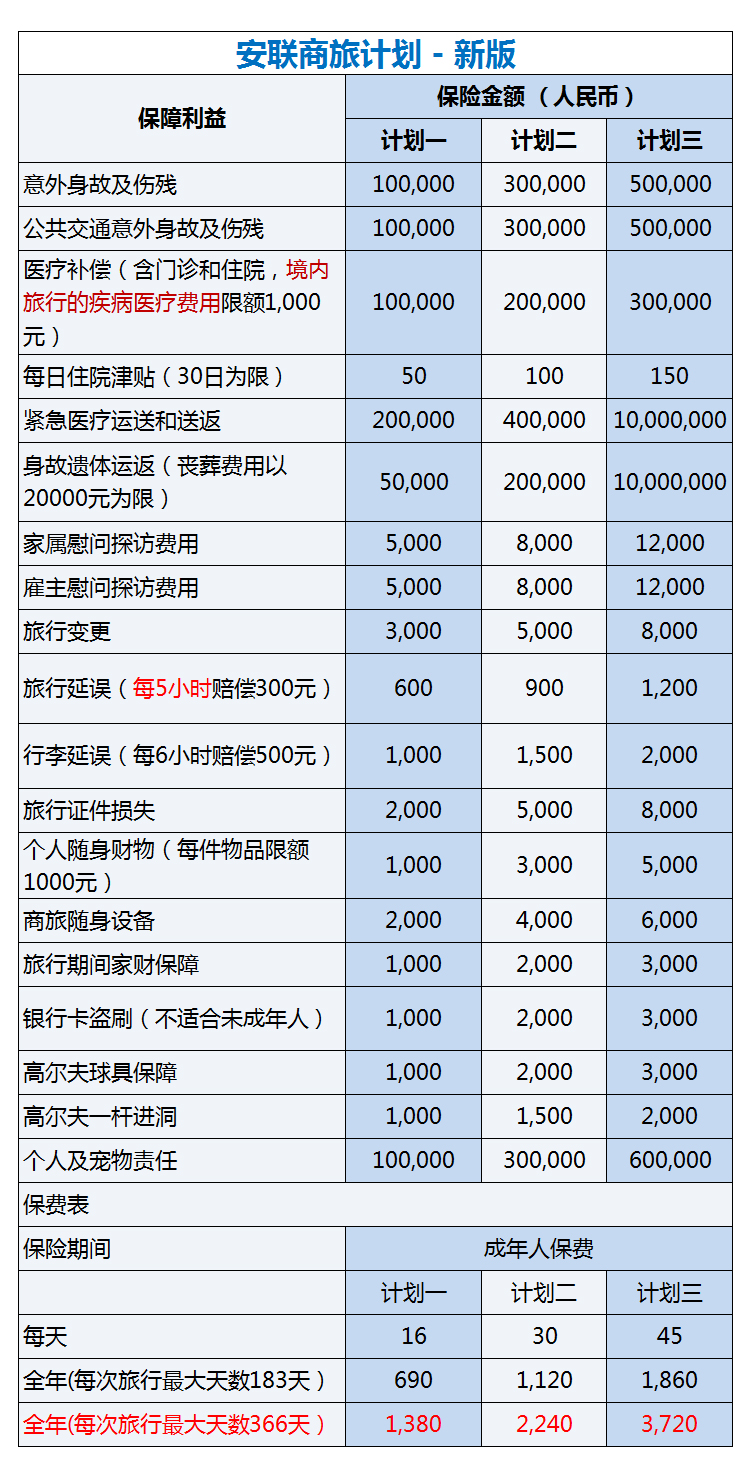 安联商旅计划 - 新版
保障利益
保险金额 （人民币）
计划一 计划二 计划三
意外身故及伤残 100,000 300,000 500,000
公共交通意外身故及伤残 100,000 300,000 500,000
医疗补偿（含门诊和住院，境内
旅行的疾病医疗费用限额1,000
元） 100,000 200,000 300,000
每日住院津贴（30日为限） 50 100 150
紧急医疗运送和送返 200,000 400,000 10,000,000
身故遗体运返（丧葬费用以
20000元为限） 50,000 200,000 10,000,000
家属慰问探访费用 5,000 8,000 12,000
雇主慰问探访费用 5,000 8,000 12,000
旅行变更 3,000 5,000 8,000
旅行延误（每5小时赔偿300元） 600 900 1,200
行李延误（每6小时赔偿500元） 1,000 1,500 2,000
旅行证件损失 2,000 5,000 8,000
个人随身财物（每件物品限额
1000元） 1,000 3,000 5,000
商旅随身设备 2,000 4,000 6,000
旅行期间家财保障 1,000 2,000 3,000
银行卡盗刷（不适合未成年人） 1,000 2,000 3,000
高尔夫球具保障 1,000 2,000 3,000
高尔夫一杆进洞 1,000 1,500 2,000
个人及宠物责任 100,000 300,000 600,000
保费表
保险期间 成年人保费
计划一 计划二 计划三
每天 16 30 45
全年(每次旅行最大天数183天） 690 1,120 1,860
全年(每次旅行最大天数366天） 1,380 2,240 3,720